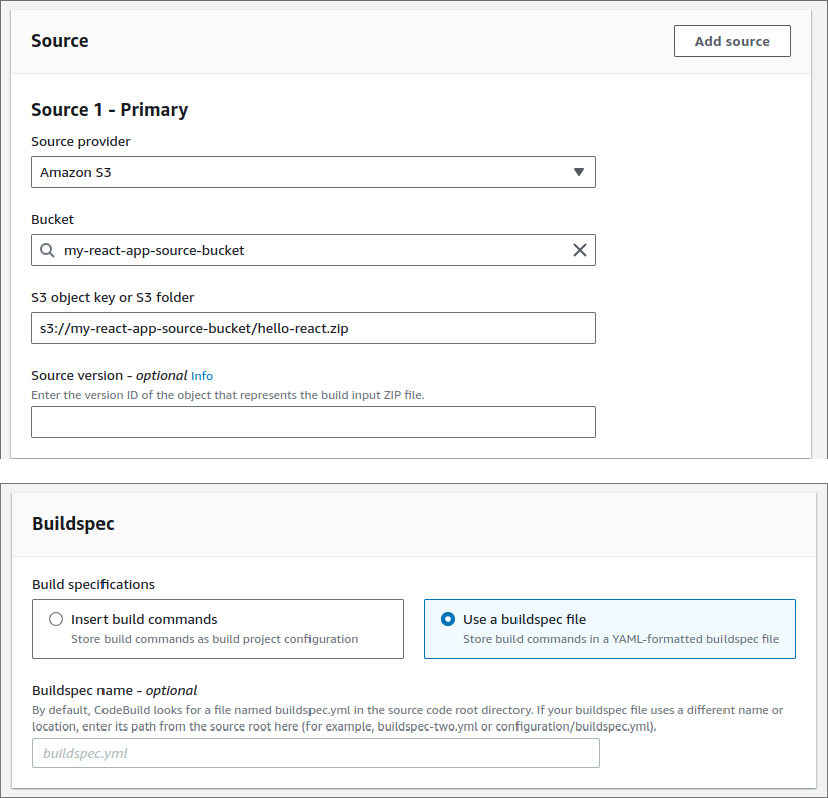 Source
Add source
Source 1 - Primary
Source provider
Amazon S3
Bucket
my-react-app-source-bucket
S3 object key or S3 folder
s3://my-react-app-source-bucket/hello-react.zip
Source version - optional Info
Enter the version ID of the object that represents the build input ZIP file.
Buildspec
Build specifications
Insert build commands
Store build commands as build project configuration
Use a buildspec file
Store build commands in a YAML-formatted buildspec file
Buildspec name - optional
By default, CodeBuild looks for a file named buildspec.yml in the source code root directory. If your buildspec file uses a different name or
location, enter its path from the source root here (for example, buildspec-two.yml or configuration/buildspec.yml).
buildspec.yml